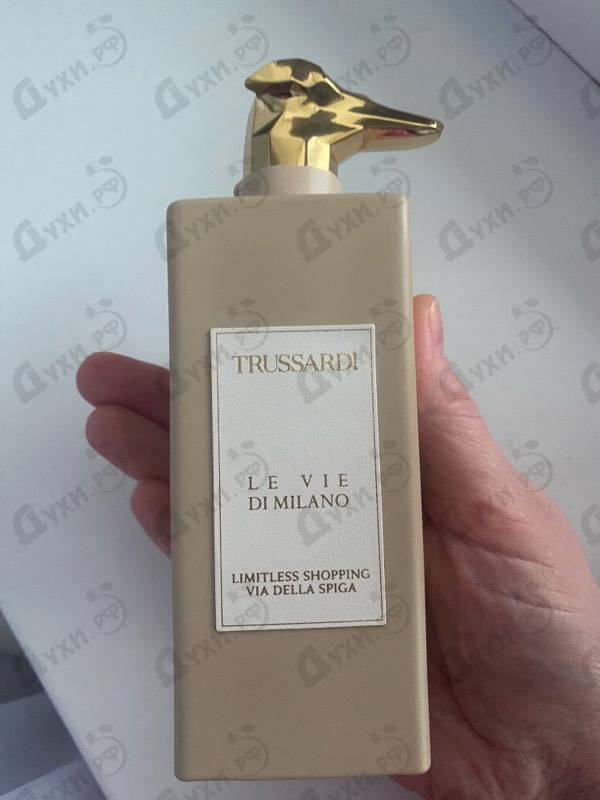 TRUSSARDI
LE VIE
DI MILANO
LIMITLESS SHOPPING
VIA DELLA SPIGA
Духи.РФ